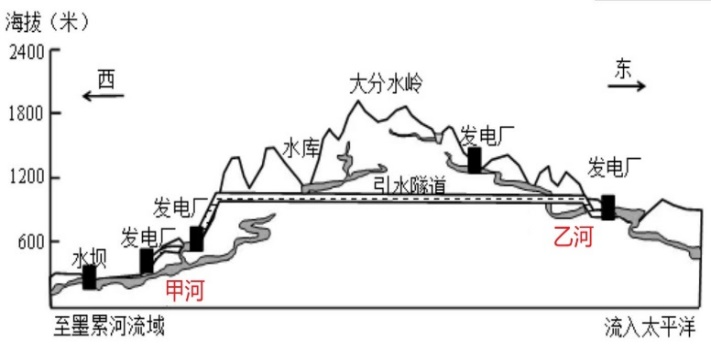 海拔（米）
2400
1800
1200
600
西
东
大分水岭
水库
发电厂
发电厂
引水隧道
发电厂
发电厂
水坝
甲河
乙河
至墨累河流域
流入太平洋